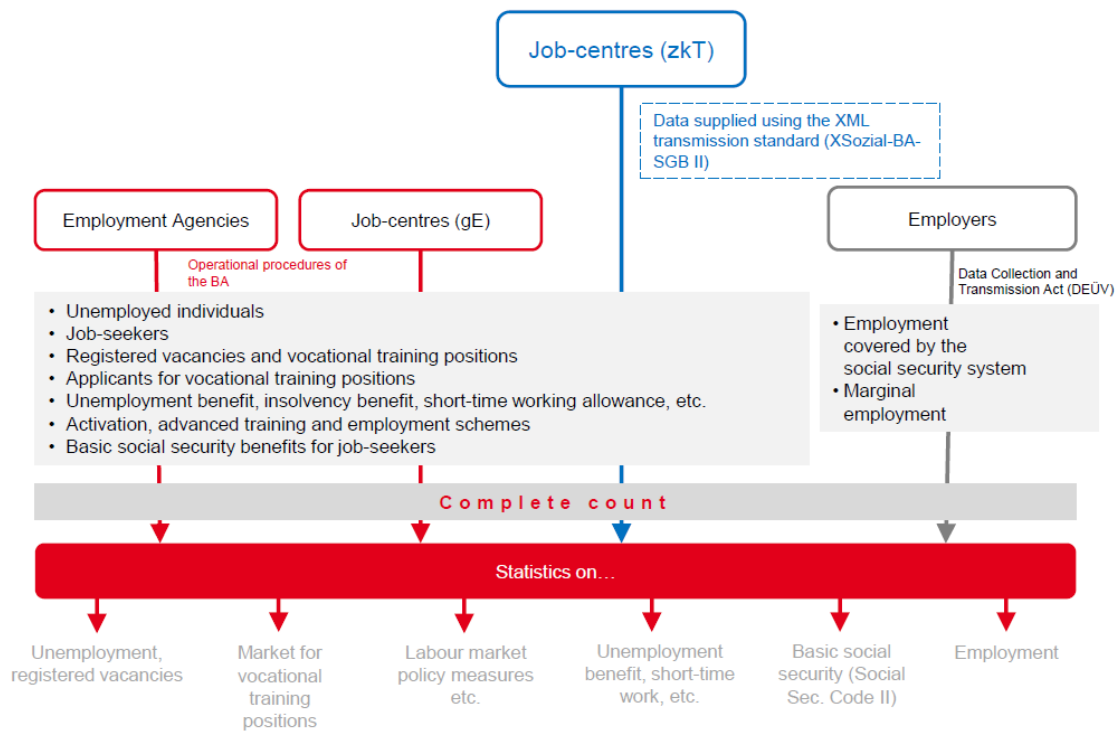 Job-centres (zkT)
Data supplied using the XML
transmission standard (XSozial-BA-
SGB II)
Employment Agencies
Job-centres (gE)
Employers
Operational procedures of
the BA
Data Collection and
Transmission Act (DEÜV)
• Unemployed individuals
• Job-seekers
• Registered vacancies and vocational training positions
• Applicants for vocational training positions
• Unemployment benefit, insolvency benefit, short-time working allowance, etc.
• Activation, advanced training and employment schemes
• Basic social security benefits for job-seekers
• Employment
covered by the
social security system
• Marginal
employment
Complete count
Statistics on…
Unemployment,
registered vacancies
Market for
vocational
training
positions
Labour market
policy measures
etc.
Unemployment
benefit, short-time
work, etc.
Basic social
security (Social
Sec. Code II)
Employment